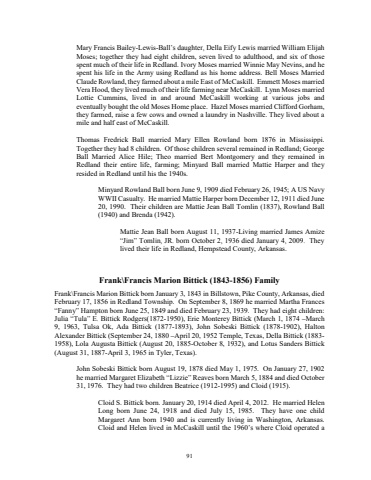 Mary Francis Bailey-Lewis-Ball's daughter, Della Eify Lewis married William Elijah
Moses; together they had eight children, seven lived to adulthood, and six of those
spent much of their life in Redland. Ivory Moses married Winnie May Nevins, and he
spent his life in the Army using Redland as his home address. Bell Moses Married
Claude Rowland, they farmed about a mile East of McCaskill. Emmett Moses married
Vera Hood, they lived much of their life farming near McCaskill. Lynn Moses married
Lottie Cummins, lived in and around McCaskill working at various jobs and
eventually bought the old Moses Home place. Hazel Moses married Clifford Gorham,
they farmed, raise a few cows and owned a laundry in Nashville. They lived about a
mile and half east of McCaskill.
Thomas Fredrick Ball married Mary Ellen Rowland born 1876 in Mississippi.
Together they had 8 children. Of those children several remained in Redland; George
Ball Married Alice Hile; Theo married Bert Montgomery and they remained in
Redland their entire life, farming; Minyard Ball married Mattie Harper and they
resided in Redland until his the 1940s.
Minyard Rowland Ball born June 9, 1909 died February 26, 1945; A US Navy
WWII Casualty. He married Mattie Harper born December 12, 1911 died June
20, 1990. Their children are Mattie Jean Ball Tomlin (1837), Rowland Ball
(1940) and Brenda (1942).
Mattie Jean Ball born August 11, 1937-Living married James Amize
"Jim" Tomlin, JR. born October 2, 1936 died January 4, 2009. They
lived their life in Redland, Hempstead County, Arkansas.
Frank\Francis Marion Bittick (1843-1856) Family
Frank\Francis Marion Bittick born January 3, 1843 in Billstown, Pike County, Arkansas, died
February 17, 1856 in Redland Township. On September 8, 1869 he married Martha Frances
"Fanny" Hampton born June 25, 1849 and died February 23, 1939. They had eight children:
Julia "Tula" E. Bittick Rodgers(1872-1950), Eric Monterey Bittick (March 1, 1874 –March
9, 1963, Tulsa Ok, Ada Bittick (1877-1893), John Sobeski Bittick (1878-1902), Halton
Alexander Bittick (September 24, 1880 –April 20, 1952 Temple, Texas, Della Bittick (1883-
1958), Lola Augusta Bittick (August 20, 1885-October 8, 1932), and Lotus Sanders Bittick
(August 31, 1887-April 3, 1965 in Tyler, Texas).
John Sobeski Bittick born August 19, 1878 died May 1, 1975. On January 27, 1902
he married Margaret Elizabeth "Lizzie" Reaves born March 5, 1884 and died October
31, 1976. They had two children Beatrice (1912-1995) and Cloid (1915).
Cloid S. Bittick born. January 20, 1914 died April 4, 2012. He married Helen
Long born June 24, 1918 and died July 15, 1985. They have one child
Margaret Ann born 1940 and is currently living in Washington, Arkansas.
Cloid and Helen lived in McCaskill until the 1960's where Cloid operated a
91